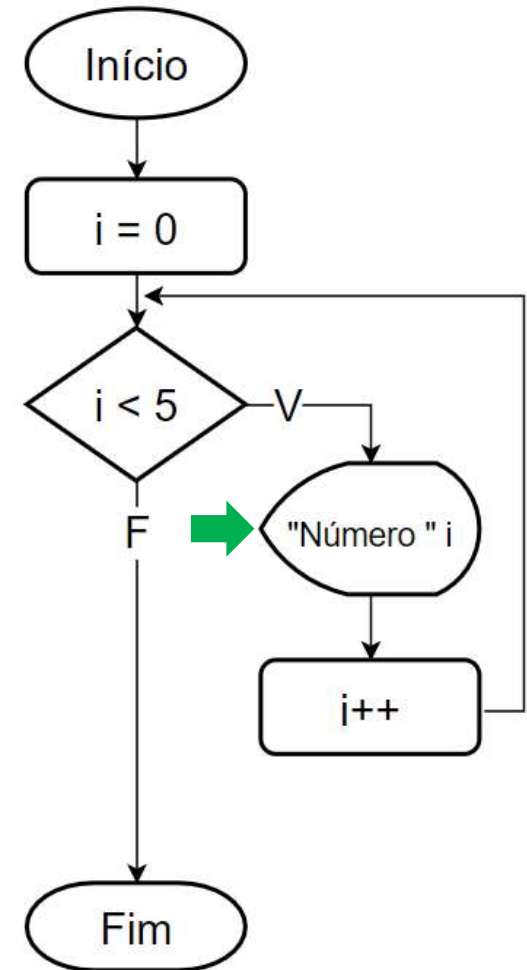 Início
i = 0
i < 5
V
F
"Número " i
i++
Fim